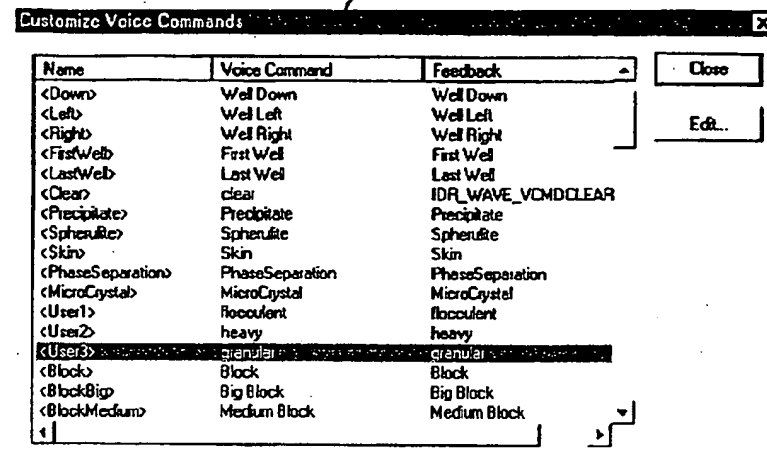 Customize Voice Commands
Name Voice Command Feedback Close
<Down> Well Down Well Down
<Left> Well Left Well Left Edit...
<Right> Well Right Well Right
<FirstWell> First Well First Well
<LastWell> Last Well Last Well
<Clear> clear IDR_WAVE_VCMDCLEAR
<Precipitate> Precipitate Precipitate
<Spherulite> Spherulite Spherulite
<Skin> Skin Skin
<PhaseSeparation> PhaseSeparation PhaseSeparation
<MicroCrystal> MicroCrystal MicroCrystal
<User1> flocculent flocculent
<User2> heavy heavy
<User3> granular granular
<Block> Block Block
<BlockBig> Big Block Big Block
<BlockMedium> Medium Block Medium Block